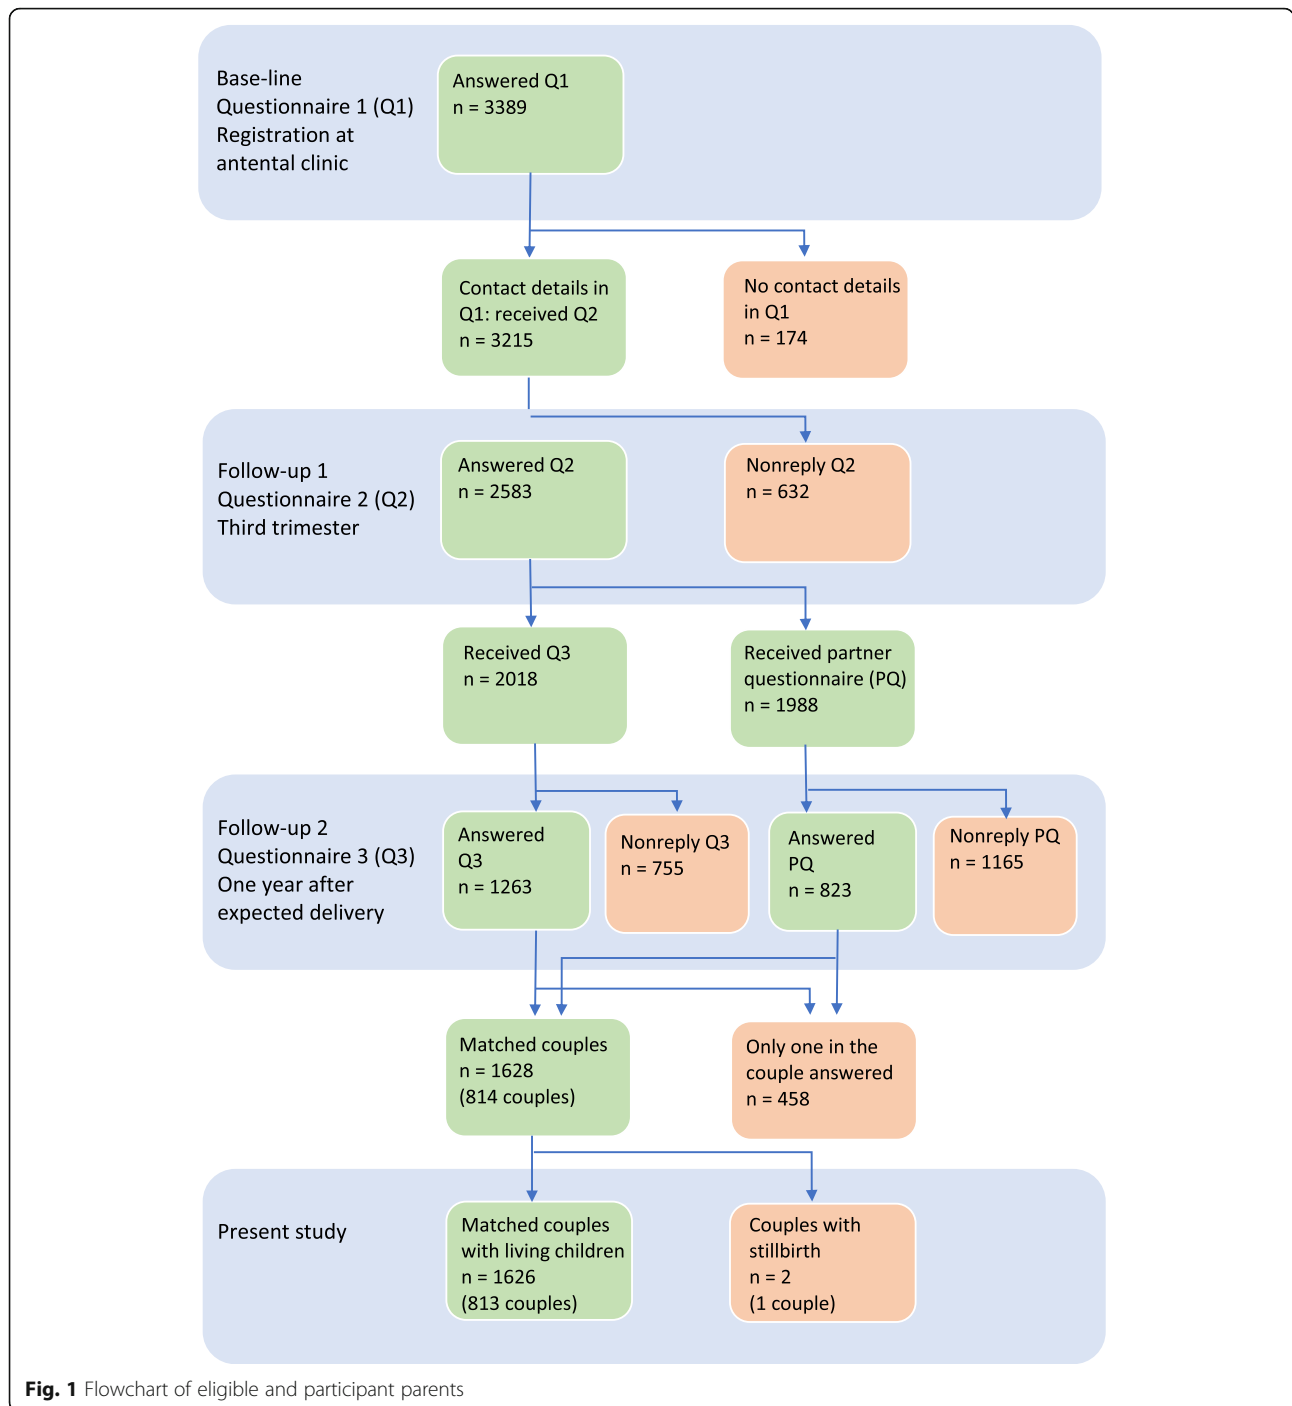 Base-line
Questionnaire 1 (Q1)
Registration at
antental clinic
Answered Q1
n = 3389
Contact details in
Q1: received Q2
n = 3215
No contact details
in Q1
n = 174
Follow-up 1
Questionnaire 2 (Q2)
Third trimester
Answered Q2
n = 2583
Nonreply Q2
n = 632
Received Q3
n = 2018
Received partner
questionnaire (PQ)
n = 1988
Follow-up 2
Questionnaire 3 (Q3)
One year after
expected delivery
Answered
Q3
n = 1263
Nonreply Q3
n = 755
Answered
PQ
n = 823
Nonreply PQ
n = 1165
Matched couples
n = 1628
(814 couples)
Only one in the
couple answered
n = 458
Present study
Matched couples
with living children
n = 1626
(813 couples)
Couples with
stillbirth
n = 2
(1 couple)
Fig. 1 Flowchart of eligible and participant parents